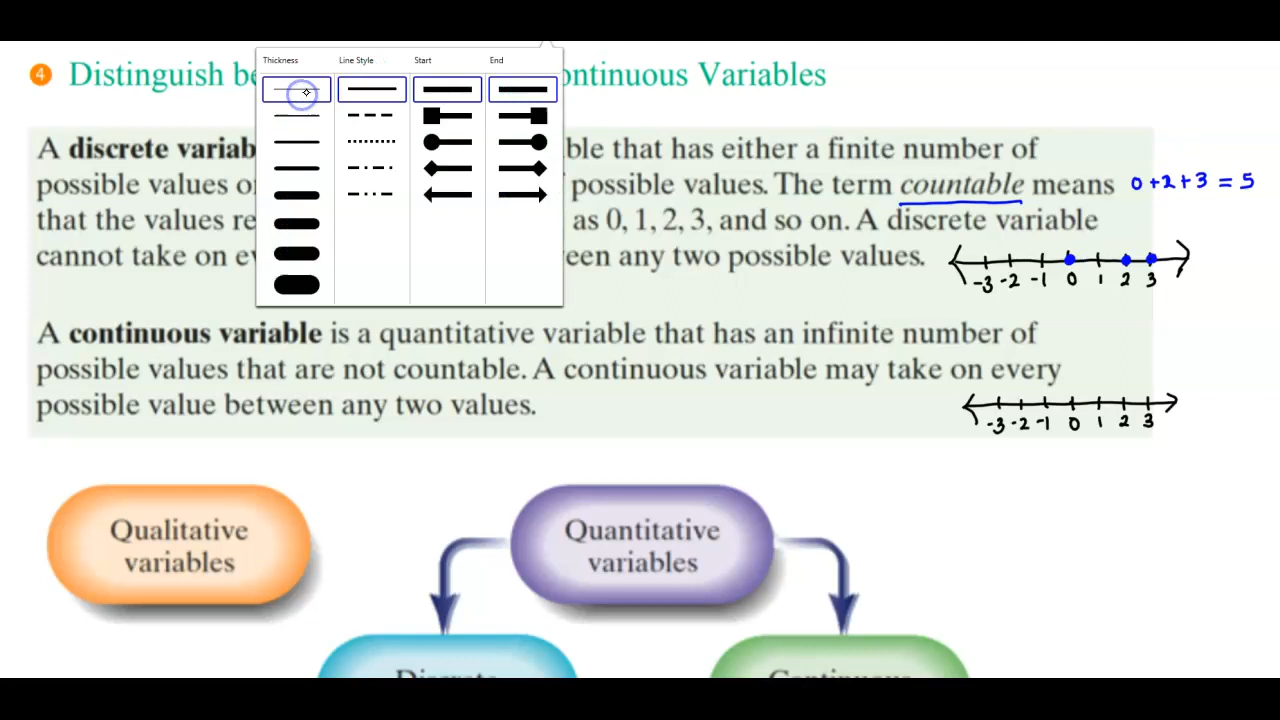 4 Distinguish be ontinuous Variables
Thickness Line Style Start End
A discrete variab ble that has either a finite number of
possible values o possible values. The term countable means 0+2+3=5
that the values re as 0, 1, 2, 3, and so on. A discrete variable
cannot take on e een any two possible values.
-3 -2 -1 0 1 2 3
A continuous variable is a quantitative variable that has an infinite number of
possible values that are not countable. A continuous variable may take on every
possible value between any two values.
-3 -2 -1 0 1 2 3
Qualitative
variables
Quantitative
variables
Discrete
Continuous